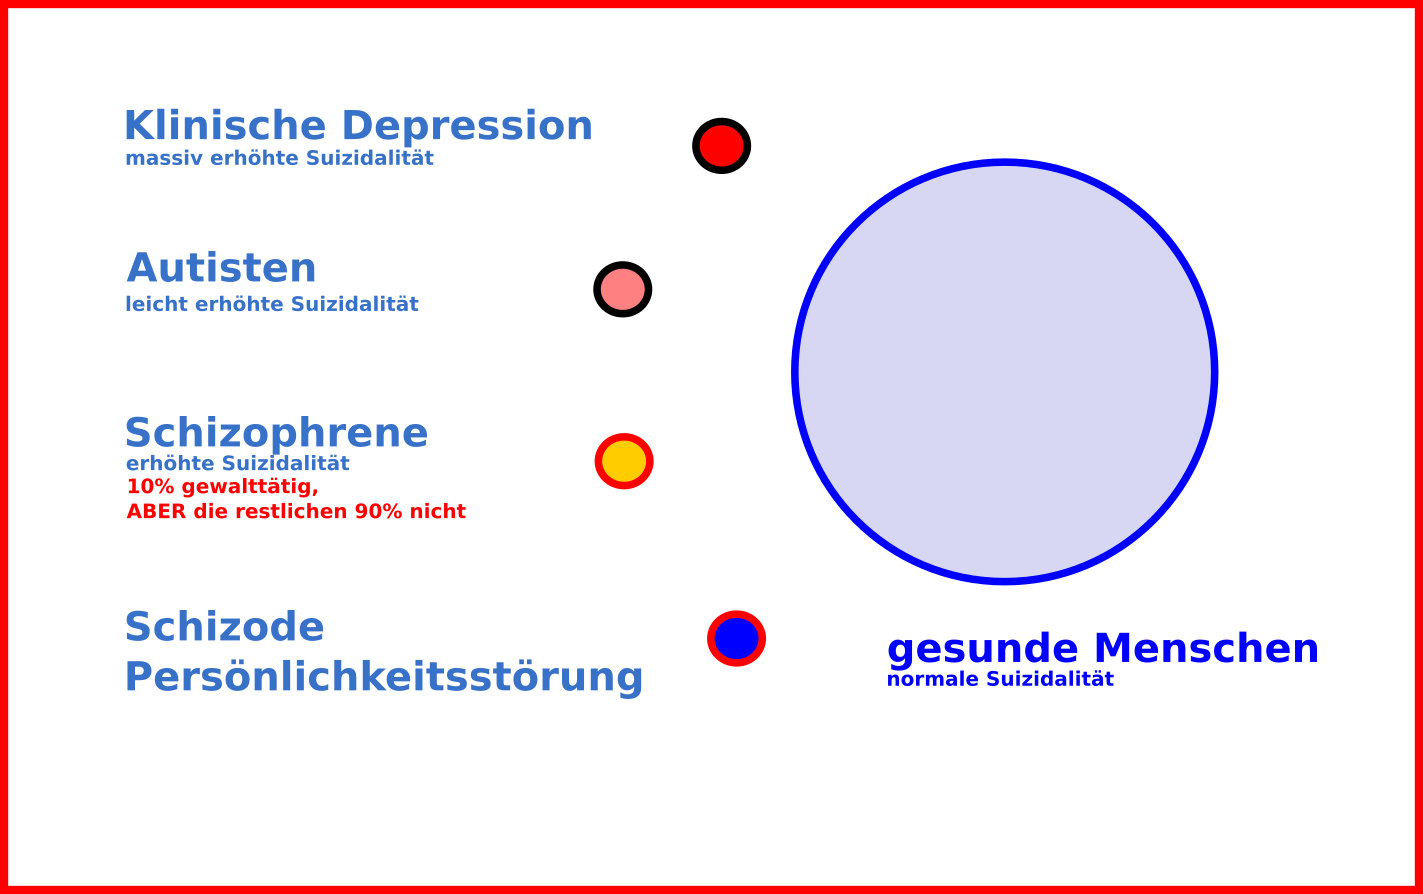 Klinische Depression
massiv erhöhte Suizidalität
Autisten
leicht erhöhte Suizidalität
Schizophrene
erhöhte Suizidalität
10% gewalttätig,
ABER die restlichen 90% nicht
Schizode
Persönlichkeitsstörung
gesunde Menschen
normale Suizidalität